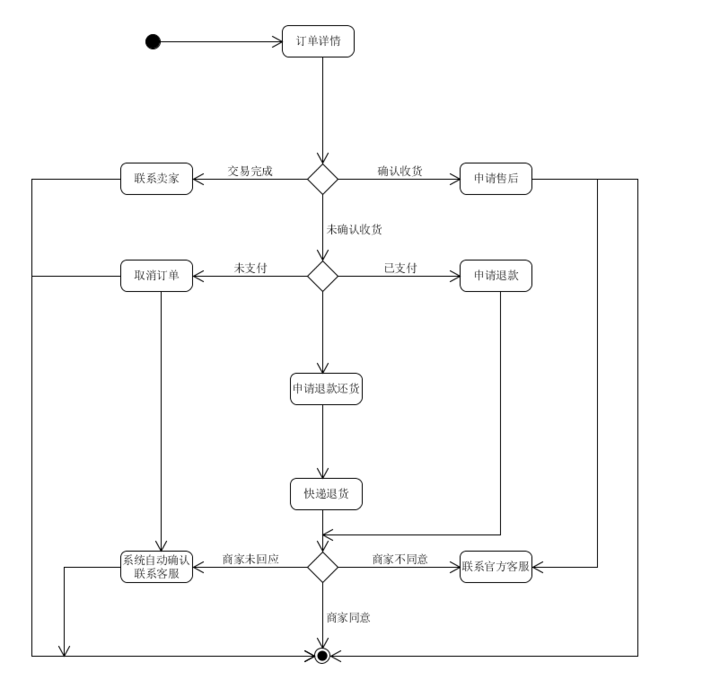 订单详情
联系卖家
交易完成
确认收货
申请售后
未确认收货
取消订单
未支付
已支付
申请退款
申请退款还货
快递退货
系统自动确认
联系客服
商家未回应
商家不同意
联系官方客服
商家同意